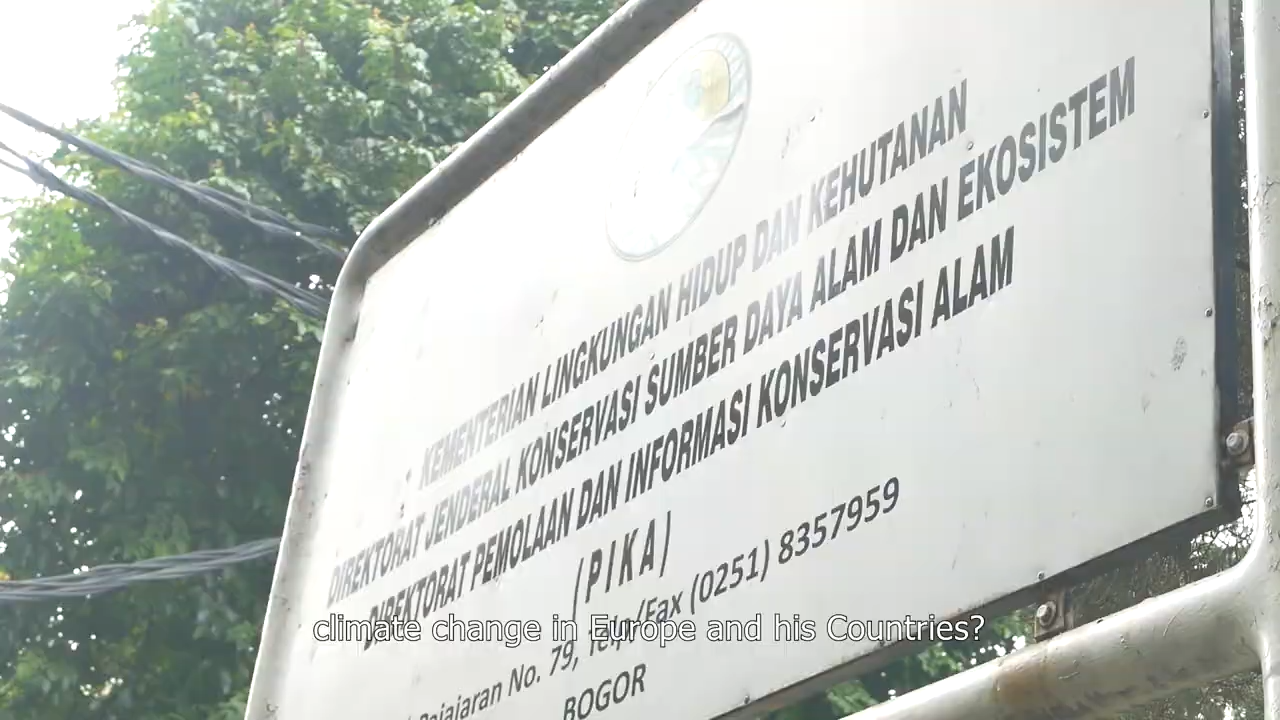 KEMENTERIAN LINGKUNGAN HIDUP DAN KEHUTANAN
DIREKTORAT JENDERAL KONSERVASI SUMBER DAYA ALAM DAN EKOSISTEM
DIREKTORAT PEMOLAAN DAN INFORMASI KONSERVASI ALAM
( P I K A )
Pajajaran No. 79, Telp/Fax (0251) 8357959
BOGOR
climate change in Europe and his Countries?